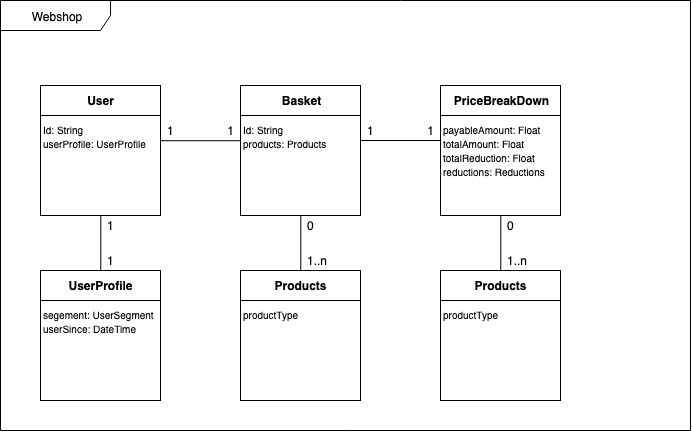 Webshop
User
Id: String
userProfile: UserProfile
1
1
Basket
Id: String
products: Products
1
1
PriceBreakDown
payableAmount: Float
totalAmount: Float
totalReduction: Float
reductions: Reductions
1
1
0
1..n
0
1..n
UserProfile
segement: UserSegment
userSince: DateTime
Products
productType
Products
productType